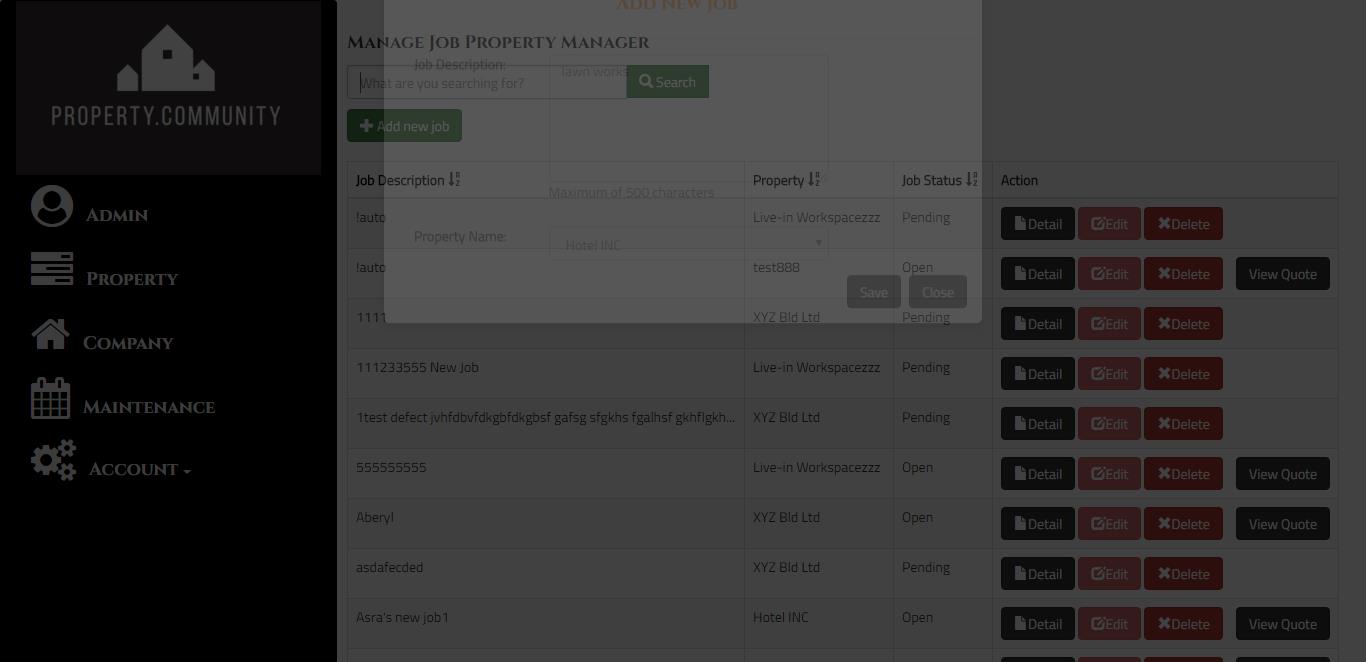 PROPERTY.COMMUNITY
Admin
Property
Company
Maintenance
Account
Add New Job
Manage Job Property Manager
Job Description:
lawn works
What are you searching for?
Search
Add new job
Maximum of 500 characters
Property Name:
Hotel INC
Save Close
Job Description Property Job Status Action
!auto Live-in Workspacezzz Pending Detail Edit Delete
!auto test888 Open Detail Edit Delete View Quote
1111 XYZ Bld Ltd Pending Detail Edit Delete
111233555 New Job Live-in Workspacezzz Pending Detail Edit Delete
1test defect jvhfdbvfdkgbfdkgbsf gafsg sfgkhs fgalhsf gkhflgkh... XYZ Bld Ltd Pending Detail Edit Delete
555555555 Live-in Workspacezzz Open Detail Edit Delete View Quote
Aberyl XYZ Bld Ltd Open Detail Edit Delete View Quote
asdafecded XYZ Bld Ltd Pending Detail Edit Delete
Asra's new job1 Hotel INC Open Detail Edit Delete View Quote